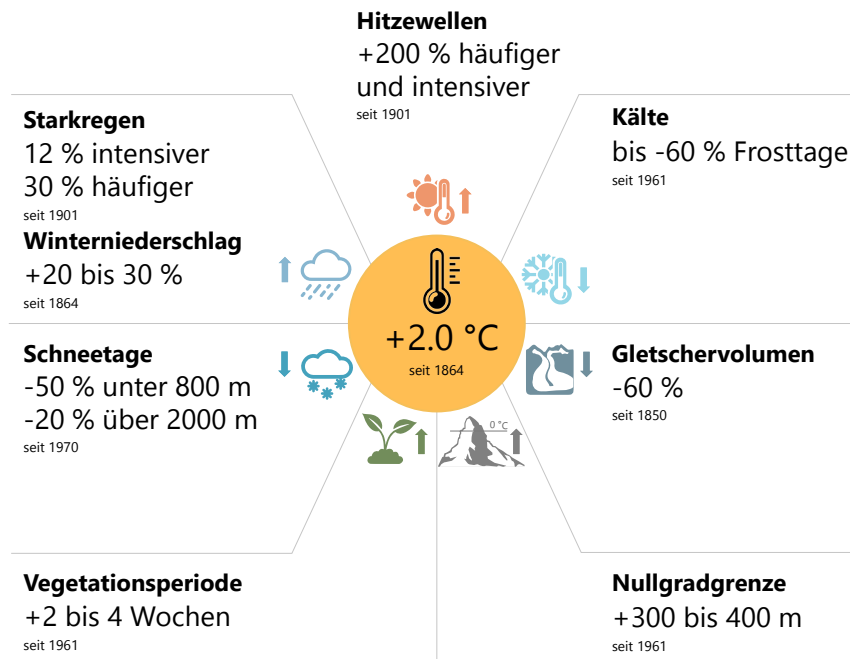 Hitzewellen
+200 % häufiger
und intensiver
seit 1901
Starkregen
12 % intensiver
30 % häufiger
seit 1901
Winterniederschlag
+20 bis 30 %
seit 1864
Kälte
bis -60 % Frosttage
seit 1961
+2.0 °C
seit 1864
Schneetage
-50 % unter 800 m
-20 % über 2000 m
seit 1970
Gletschervolumen
-60 %
seit 1850
0 °C
Vegetationsperiode
+2 bis 4 Wochen
seit 1961
Nullgradgrenze
+300 bis 400 m
seit 1961